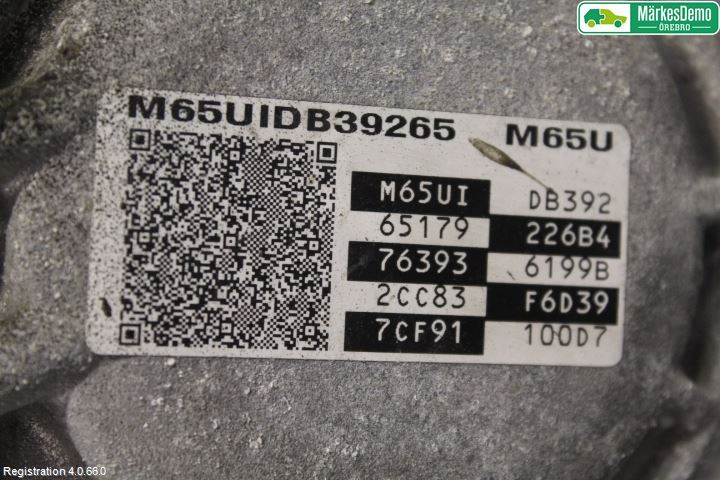 MärkesDemo
ÖREBRO
M65UIDB39265 M65U
M65UI DB392
65179 226B4
76393 6199B
2CC83 F6D39
7CF91 100D7
Registration 4.0.66.0